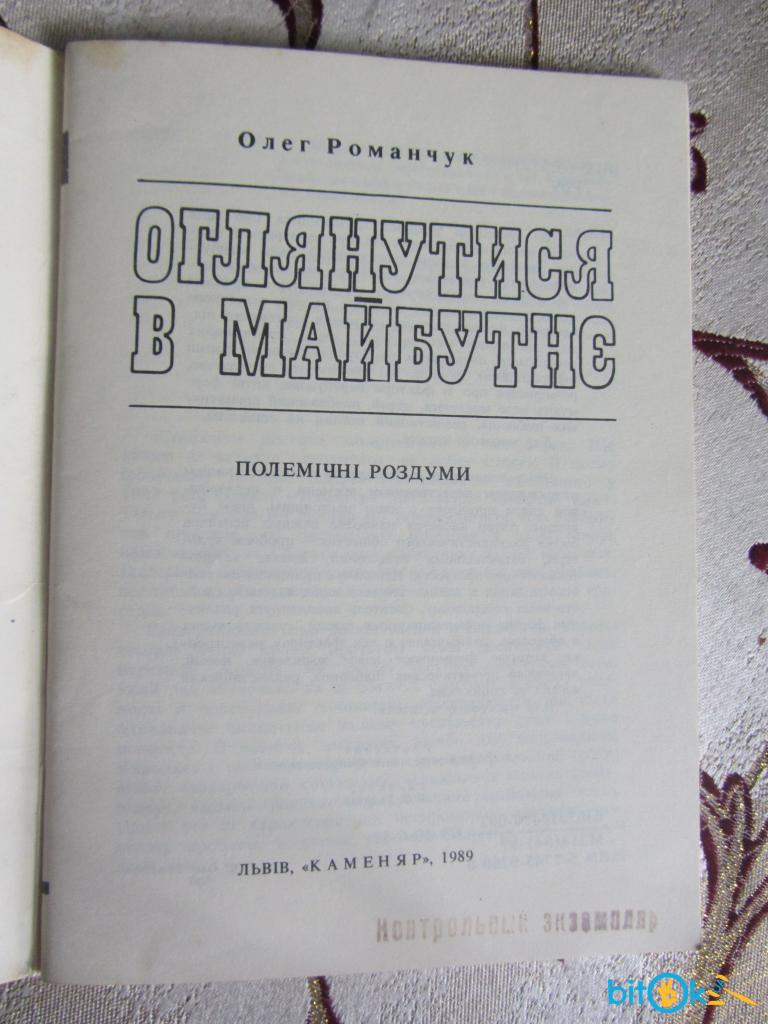 Олег Романчук
ОГЛЯНУТИСЯ
В МАЙБУТНЄ
ПОЛЕМІЧНІ РОЗДУМИ
ЛЬВІВ, «КАМЕНЯР», 1989
Контрольный экземпляр
bitOk